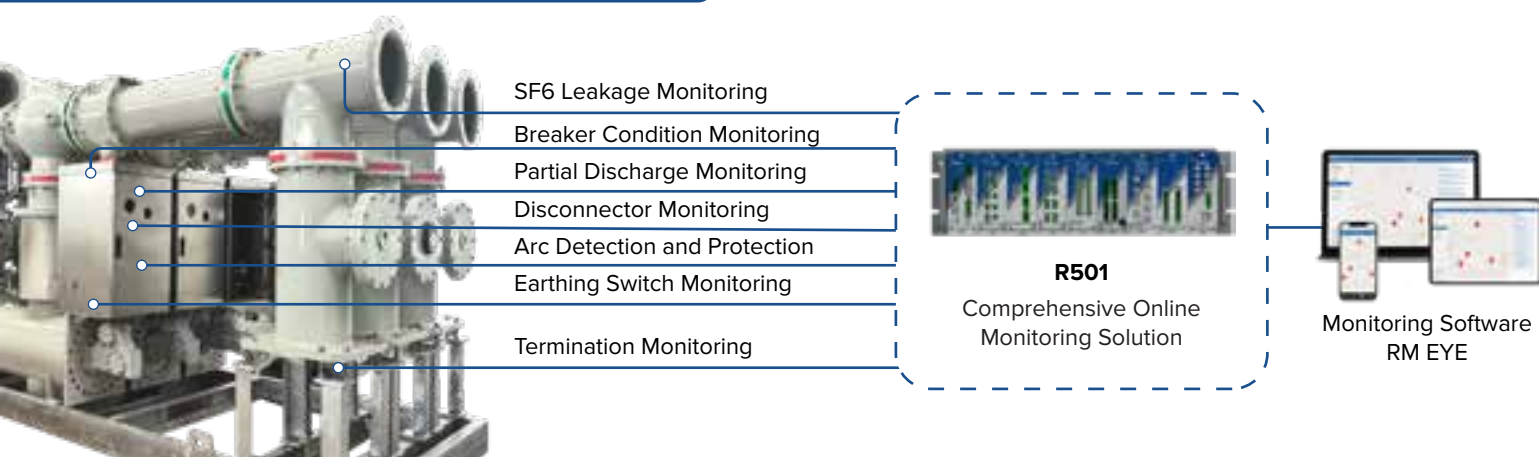 SF6 Leakage Monitoring
Breaker Condition Monitoring
Partial Discharge Monitoring
Disconnector Monitoring
Arc Detection and Protection
Earthing Switch Monitoring
Termination Monitoring
R501
Comprehensive Online
Monitoring Solution
Monitoring Software
RM EYE